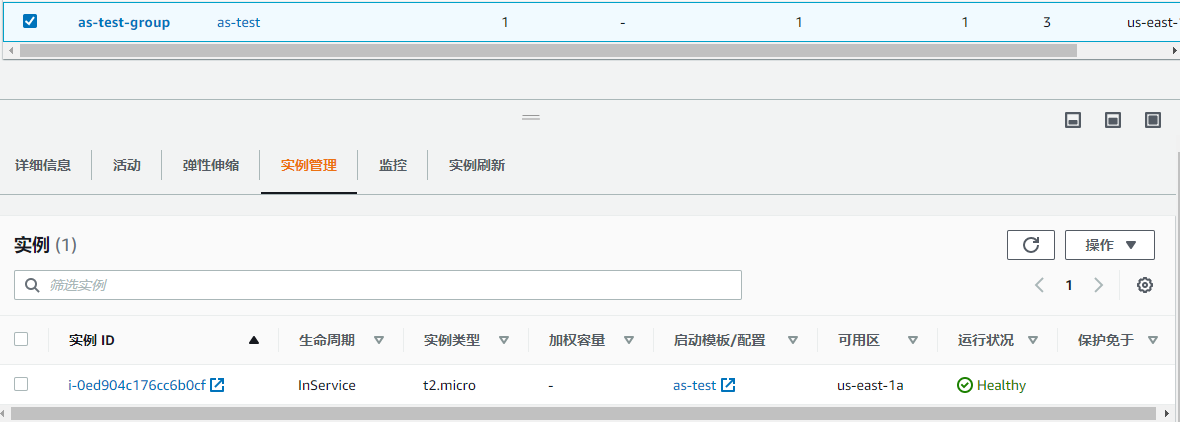 as-test-group as-test 1 - 1 1 3 us-east-1
详细信息 活动 弹性伸缩 实例管理 监控 实例刷新
实例 (1) 操作
筛选实例 1
实例 ID 生命周期 实例类型 加权容量 启动模板/配置 可用区 运行状况 保护免于
i-0ed904c176cc6b0cf InService t2.micro - as-test us-east-1a Healthy